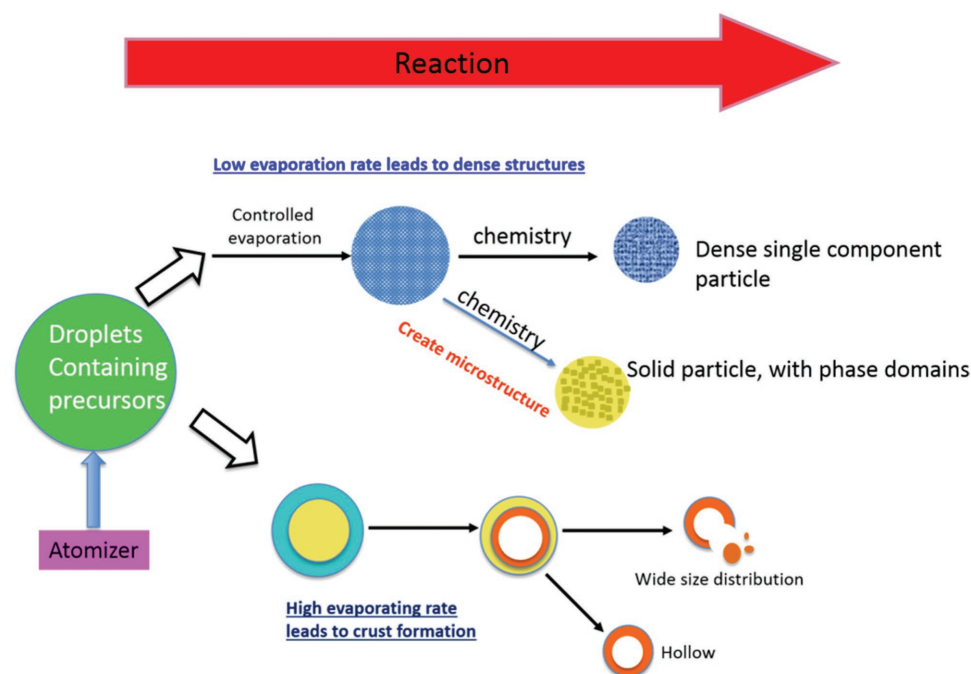 Reaction
Low evaporation rate leads to dense structures
Controlled
evaporation
chemistry
Dense single component
particle
chemistry
Create microstructure
Solid particle, with phase domains
Droplets
Containing
precursors
Atomizer
High evaporating rate
leads to crust formation
Wide size distribution
Hollow